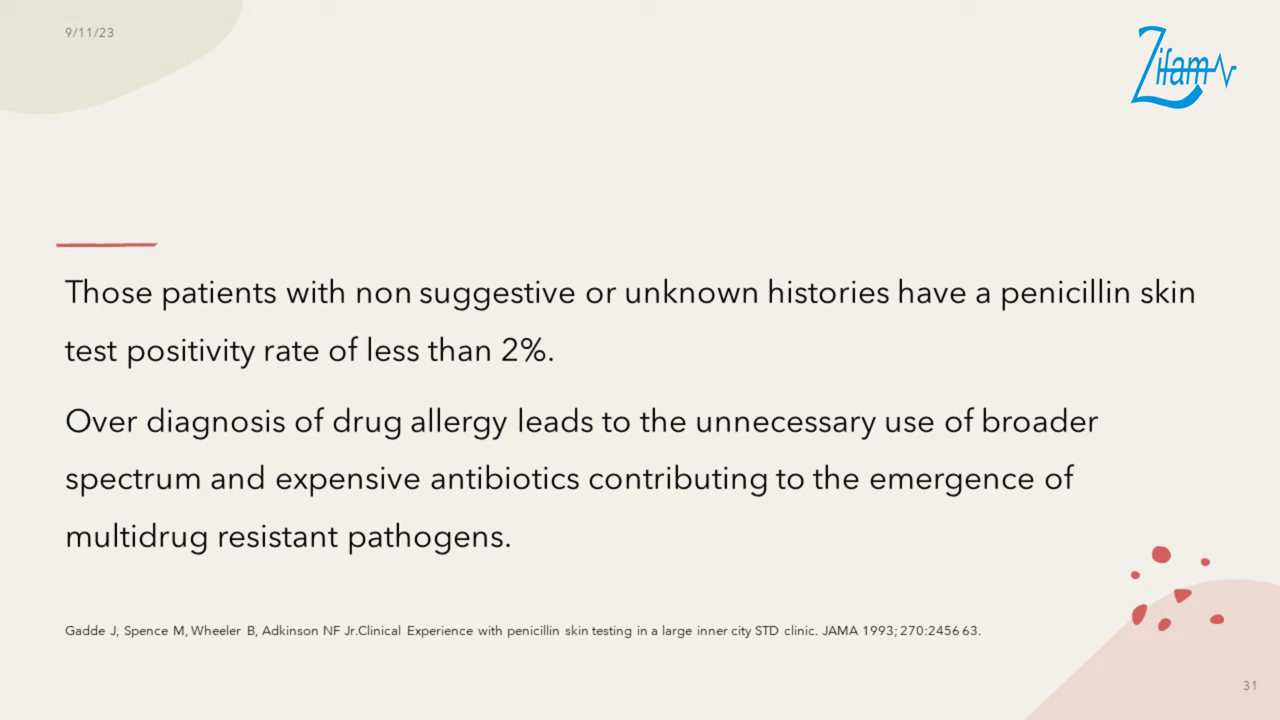 9/11/23
Zifam
Those patients with non suggestive or unknown histories have a penicillin skin
test positivity rate of less than 2%.
Over diagnosis of drug allergy leads to the unnecessary use of broader
spectrum and expensive antibiotics contributing to the emergence of
multidrug resistant pathogens.
Gadde J, Spence M, Wheeler B, Adkinson NF Jr.Clinical Experience with penicillin skin testing in a large inner city STD clinic. JAMA 1993; 270:2456 63.
31